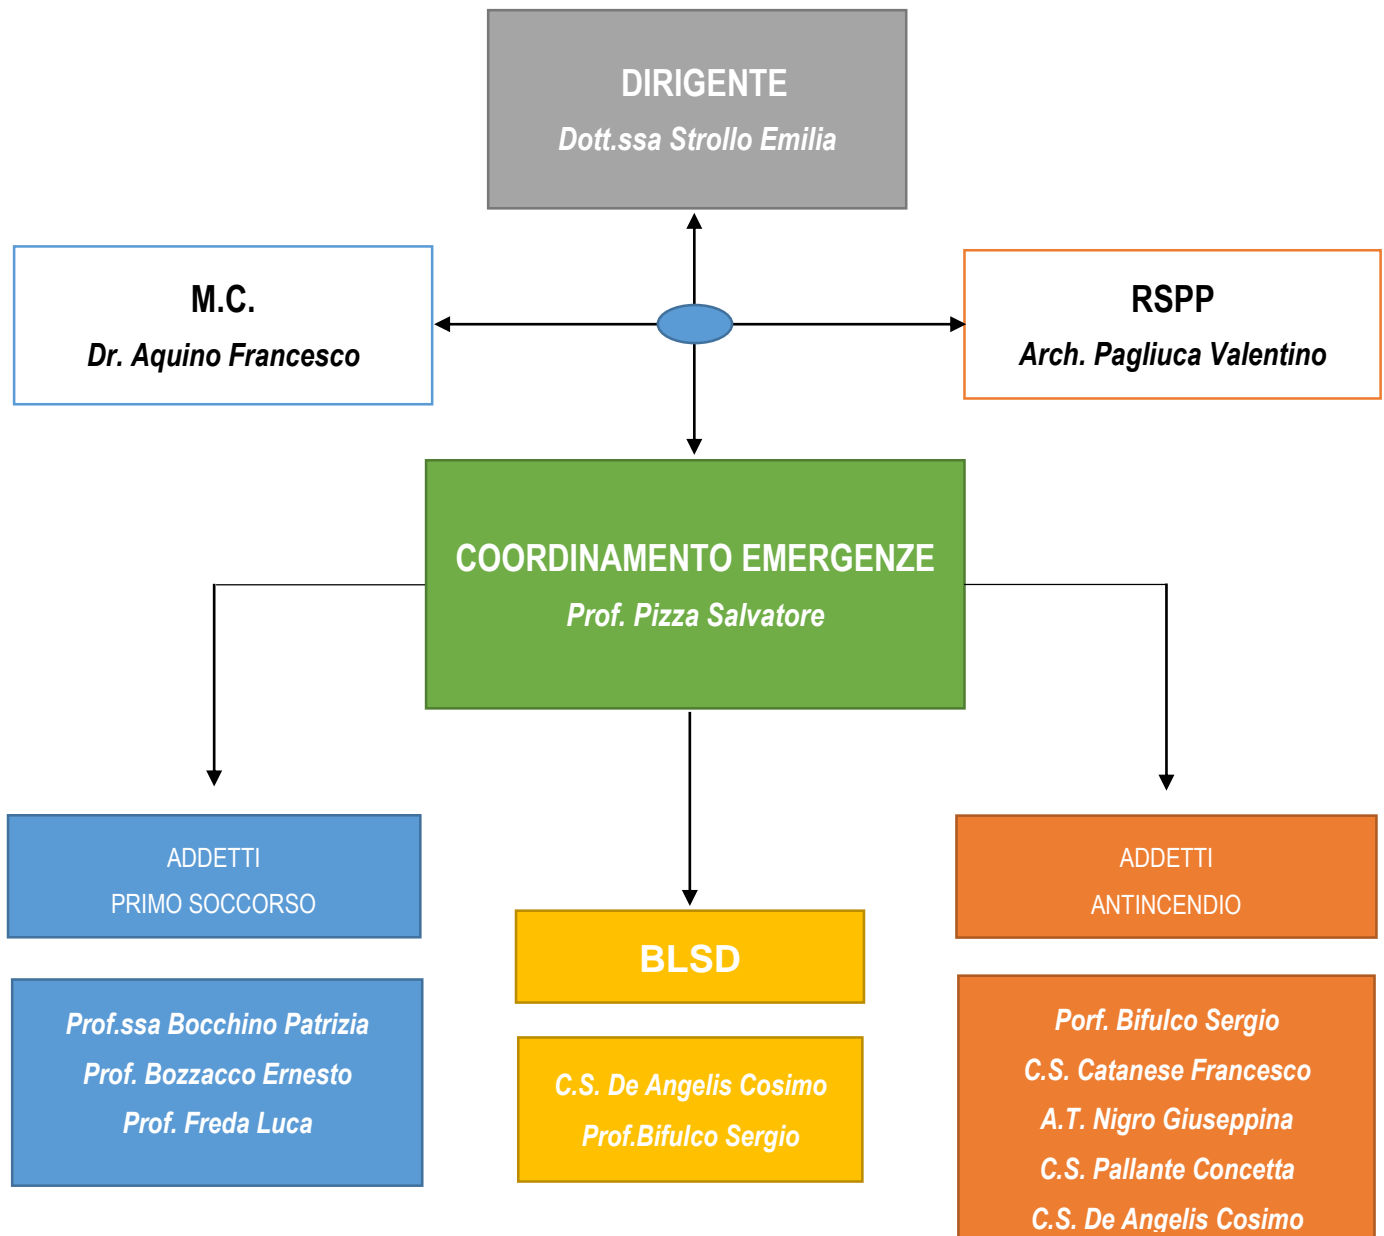 DIRIGENTE
Dott.ssa Strollo Emilia
M.C.
Dr. Aquino Francesco
RSPP
Arch. Pagliuca Valentino
COORDINAMENTO EMERGENZE
Prof. Pizza Salvatore
ADDETTI
PRIMO SOCCORSO
Prof.ssa Bocchino Patrizia
Prof. Bozzacco Ernesto
Prof. Freda Luca
BLSD
C.S. De Angelis Cosimo
Prof.Bifulco Sergio
ADDETTI
ANTINCENDIO
Porf. Bifulco Sergio
C.S. Catanese Francesco
A.T. Nigro Giuseppina
C.S. Pallante Concetta
C.S. De Angelis Cosimo